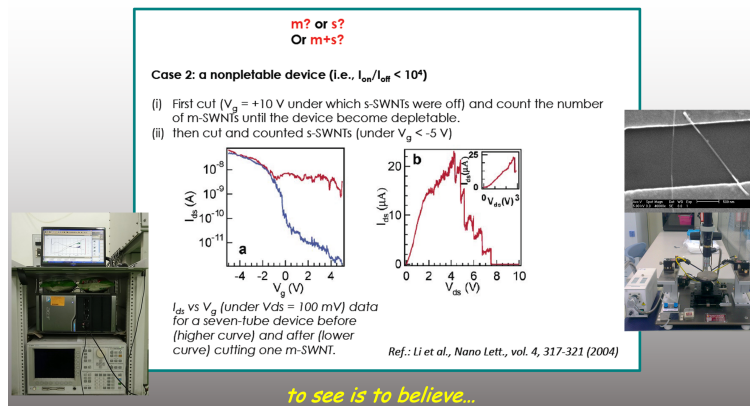 m? or s?
Or m+s?
Case 2: a nonpletable device (i.e., Iₒₙ/Iₒff < 10⁴)
(i) First cut (Vg = +10 V under which s-SWNTs were off) and count the number
of m-SWNTs until the device become depletable.
(ii) then cut and counted s-SWNTs (under Vg < -5 V)
10⁻⁸
10⁻⁹
10⁻¹⁰
10⁻¹¹
Ids (A)
a
-4 -2 0 2 4
Vg (V)
b
20
10
0
Ids (µA)
0 2 4 6 8 10
Vds (V)
25
0
Ids(µA)
0 Vds(V) 3
Ids vs Vg (under Vds = 100 mV) data
for a seven-tube device before
(higher curve) and after (lower
curve) cutting one m-SWNT.
Ref.: Li et al., Nano Lett., vol. 4, 317-321 (2004)
to see is to believe...